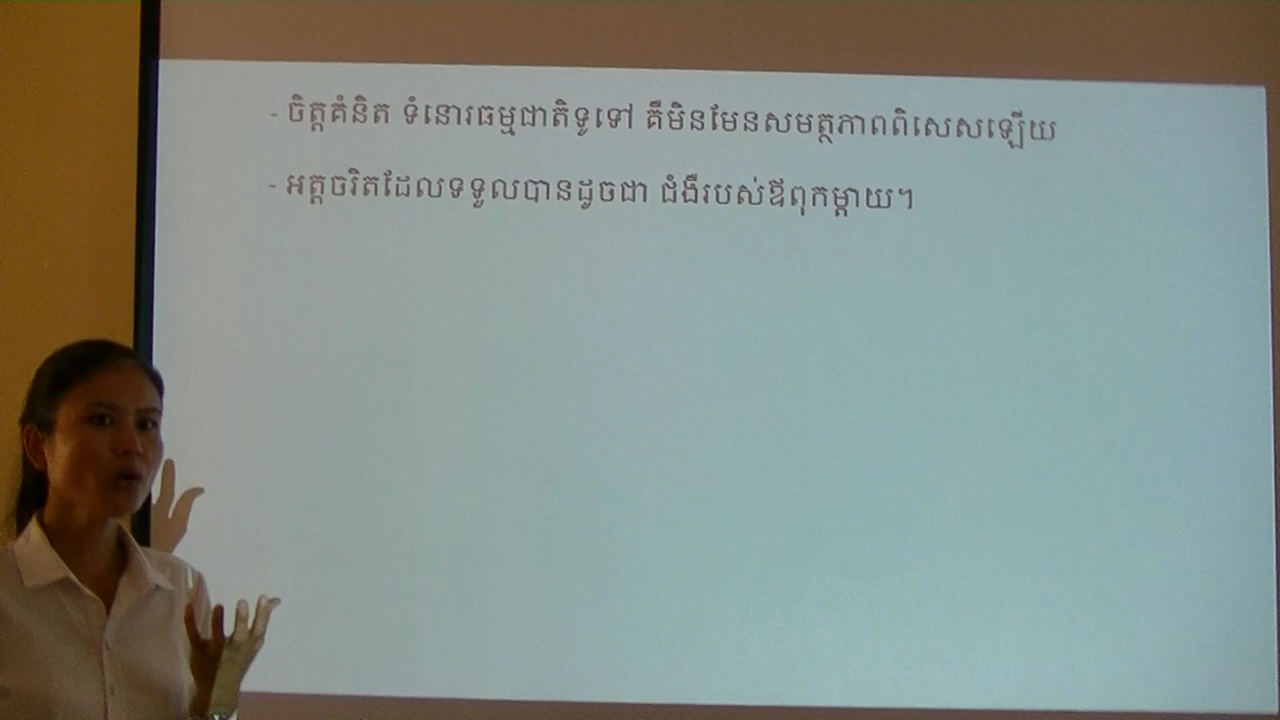 - ចិត្តគំនិត ទំនោរធម្មជាតិទូទៅ គឺមិនមែនសមត្ថភាពពិសេសឡើយ
- អត្តចរិតដែលទទួលបានដូចជា ជំងឺរបស់ឪពុកម្តាយ។